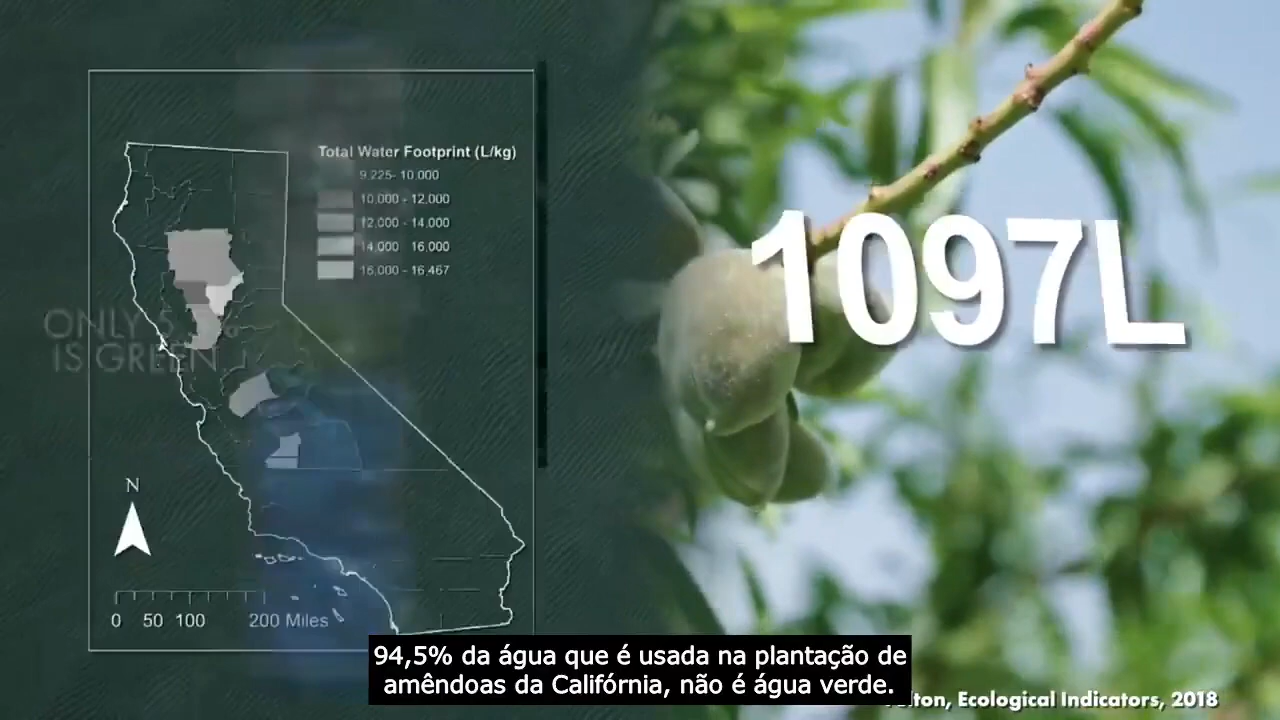 Total Water Footprint (L/kg)
9,225- 10,000
10,000 - 12,000
12,000 - 14,000
14,000 16,000
16,000 - 16,467
1097L
ONLY 5
IS GREEN
N
0 50 100 200 Miles
94,5% da água que é usada na plantação de
amêndoas da Califórnia, não é água verde.
Ecological Indicators, 2018